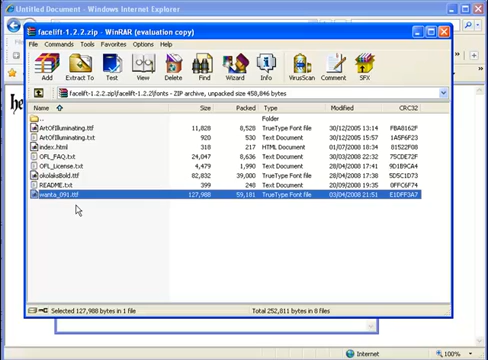 Untitled Document - Windows Internet Explorer
facelift-1.2.2.zip - WinRAR (evaluation copy)
File Commands Tools Favorites Options Help
Add Extract To Test View Delete Find Wizard Info VirusScan Comment SFX
facelift-1.2.2.zip\facelift-1.2.2\fonts - ZIP archive, unpacked size 458,846 bytes
Name Size Packed Type Modified CRC32
.. Folder
ArtOfIlluminating.ttf 11,828 8,528 TrueType Font file 30/12/2005 13:14 FBA8162F
ArtOfIlluminating.txt 920 530 Text Document 30/12/2005 12:57 1A5F6F23
index.html 318 217 HTML Document 01/07/2008 16:34 81522F08
OFL_FAQ.txt 24,047 8,636 Text Document 30/04/2008 22:32 75CDE72F
OFL_License.txt 4,479 1,990 Text Document 28/04/2008 17:04 9D1B9CA4
okolaksBold.ttf 82,832 39,000 TrueType Font file 28/04/2008 17:38 5D5C1D73
README.txt 399 248 Text Document 20/09/2008 19:35 0FFC6F74
wanta_091.ttf 127,988 59,181 TrueType Font file 03/04/2008 21:51 E1DFF3A7
he
Selected 127,988 bytes in 1 file Total 252,811 bytes in 8 files
Internet 100%